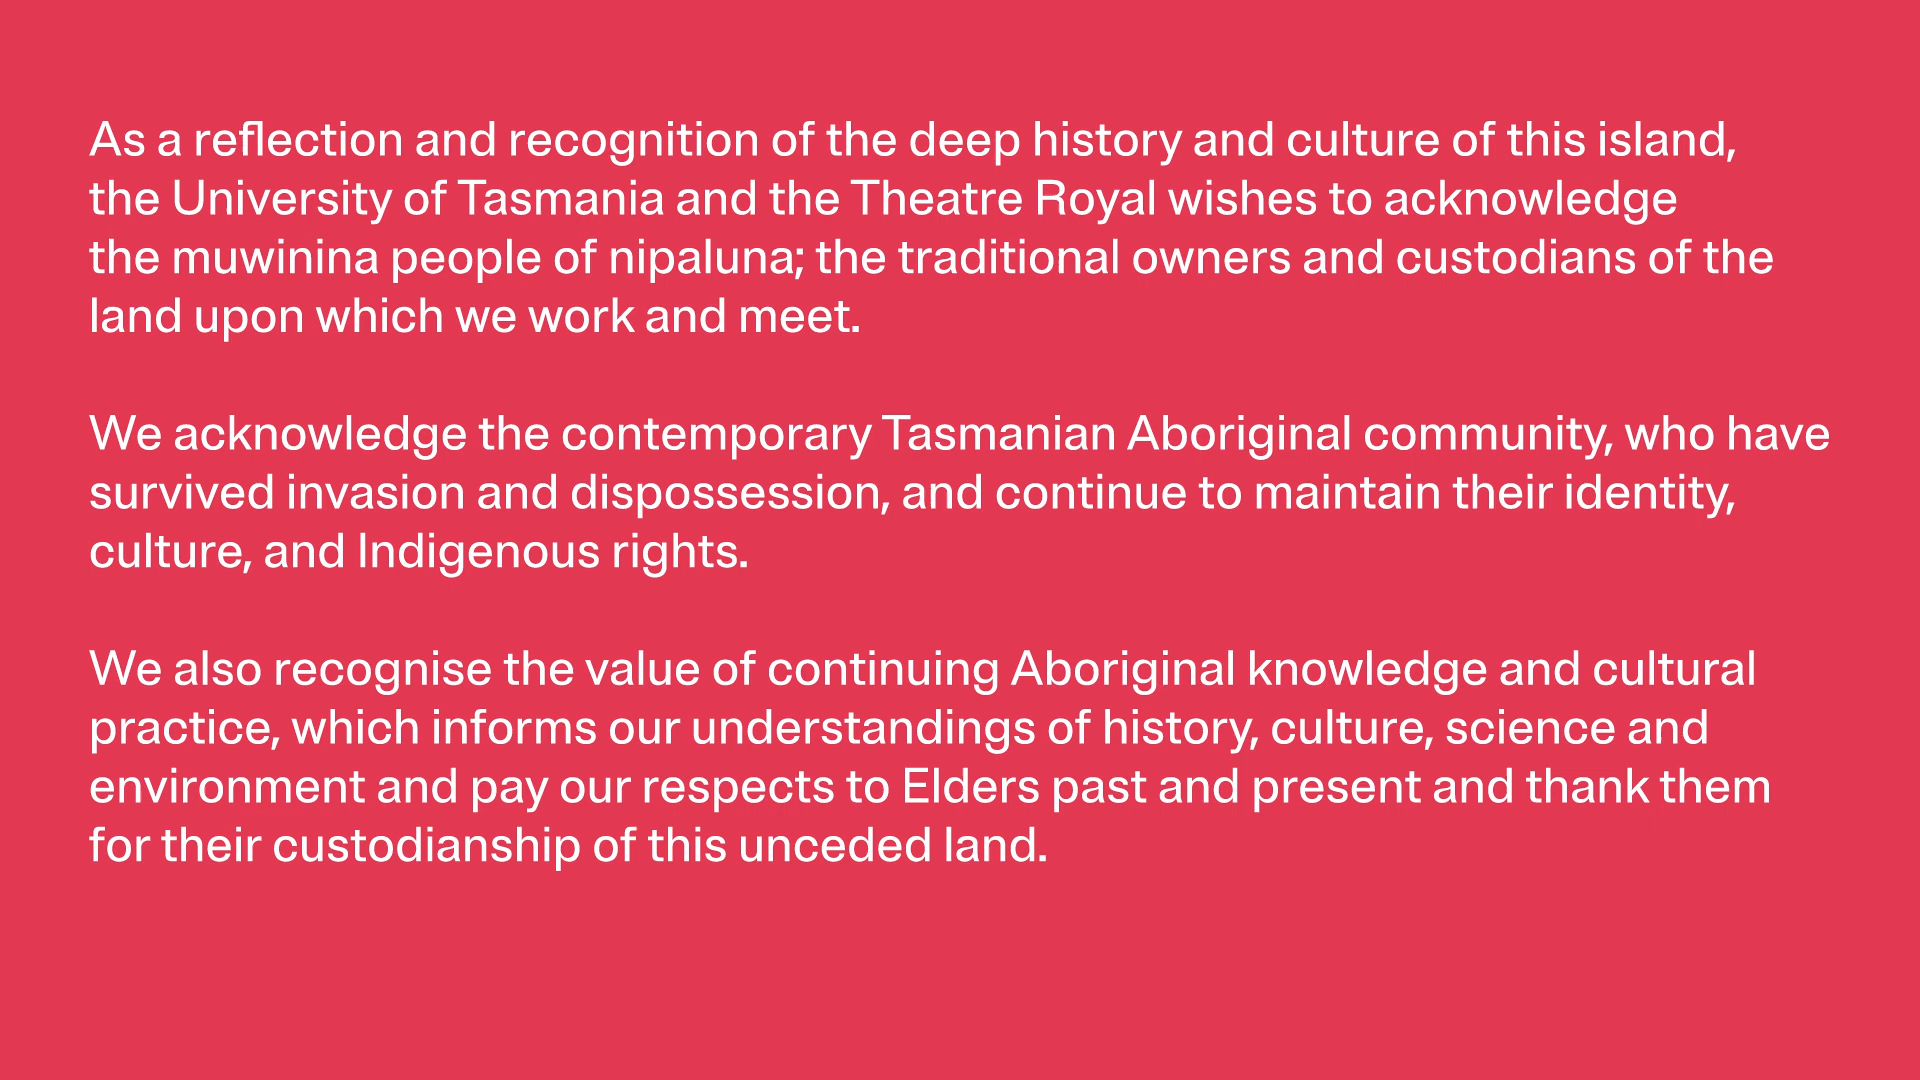 As a reflection and recognition of the deep history and culture of this island,
the University of Tasmania and the Theatre Royal wishes to acknowledge
the muwinina people of nipaluna; the traditional owners and custodians of the
land upon which we work and meet.
We acknowledge the contemporary Tasmanian Aboriginal community, who have
survived invasion and dispossession, and continue to maintain their identity,
culture, and Indigenous rights.
We also recognise the value of continuing Aboriginal knowledge and cultural
practice, which informs our understandings of history, culture, science and
environment and pay our respects to Elders past and present and thank them
for their custodianship of this unceded land.